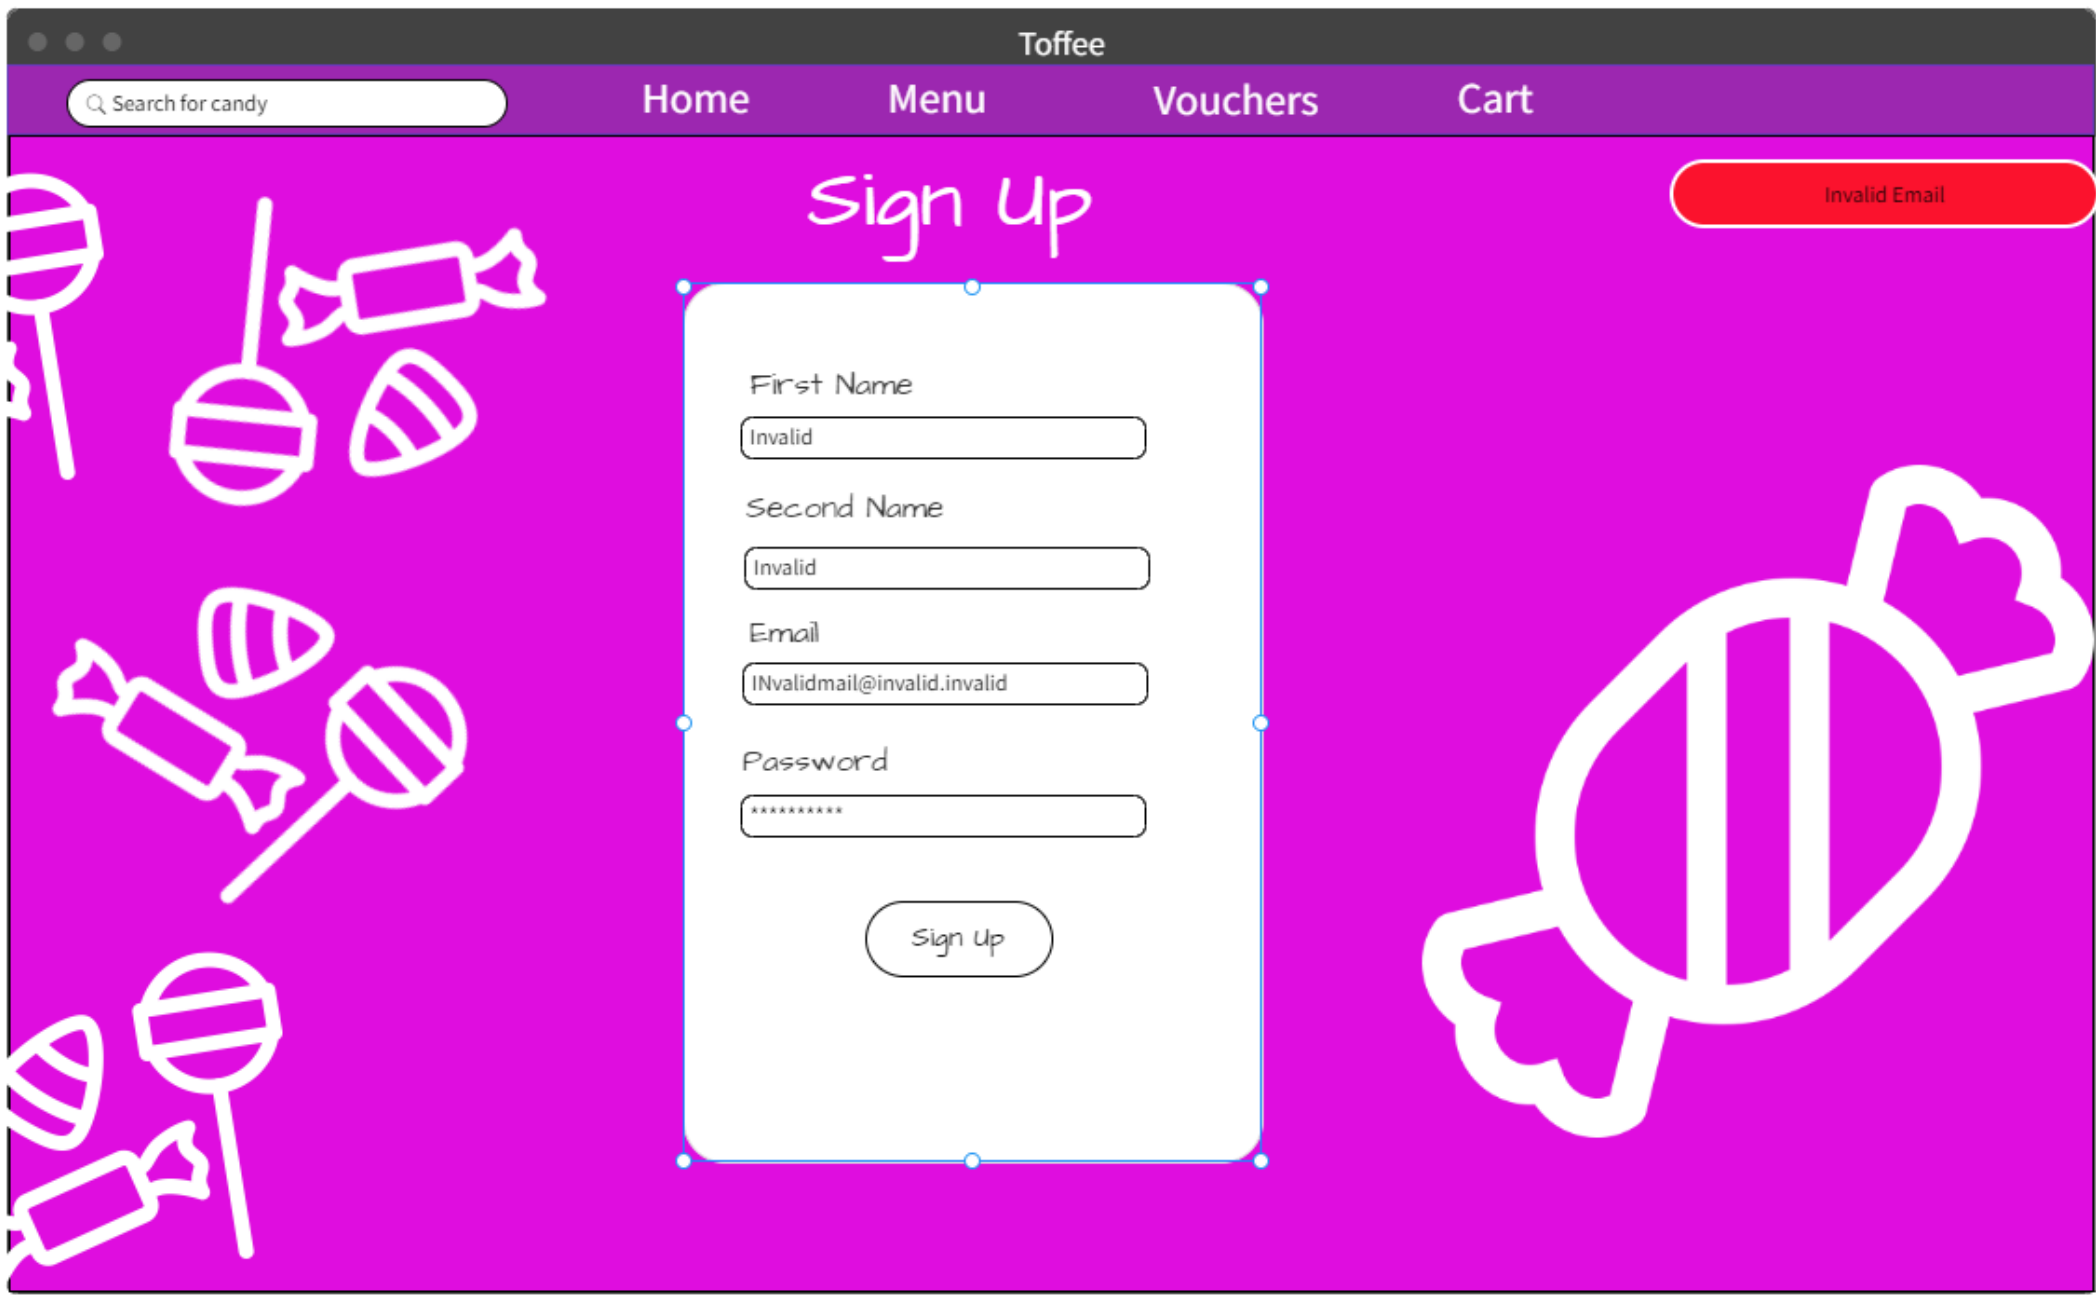 Toffee
Search for candy
Home Menu Vouchers Cart
Sign Up
Invalid Email
First Name
Invalid
Second Name
Invalid
Email
INvalidmail@invalid.invalid
Password
**********
Sign Up